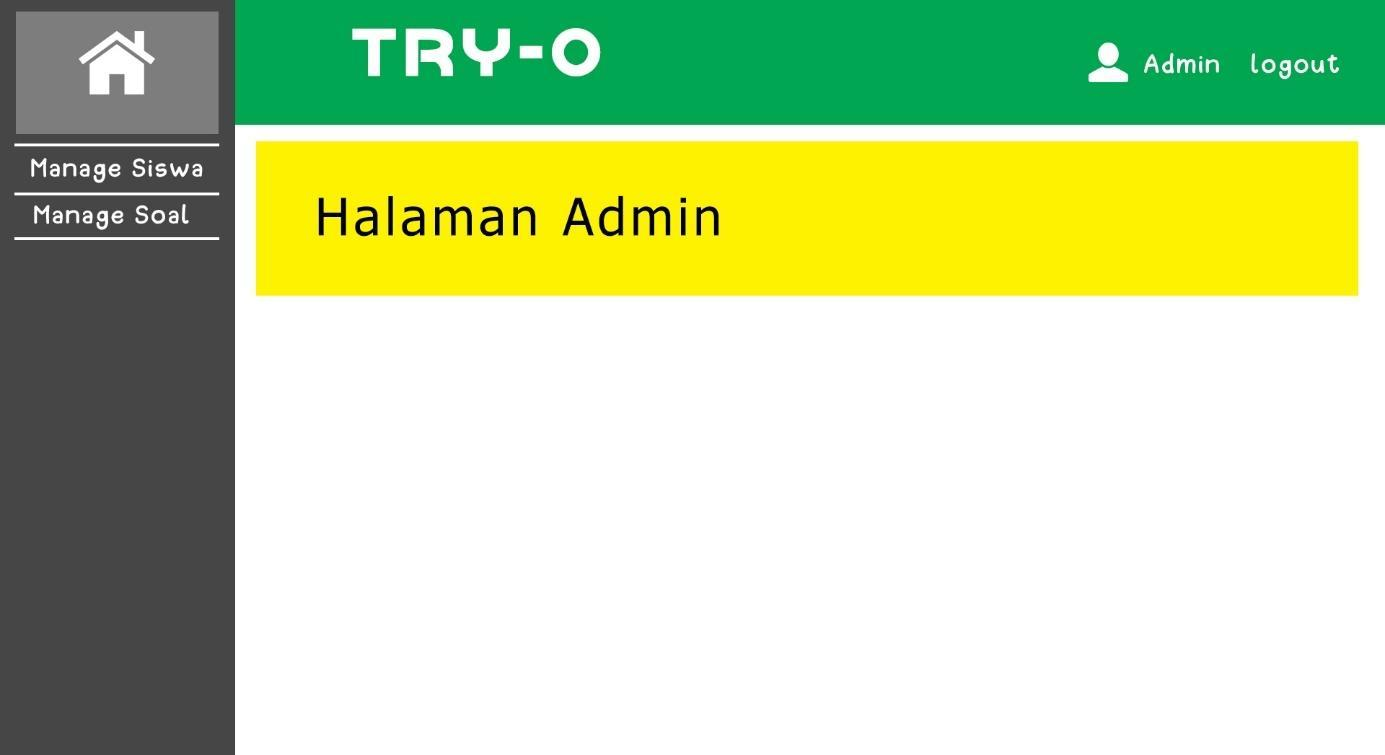 TRY-O
Admin logout
Manage Siswa
Manage Soal
Halaman Admin